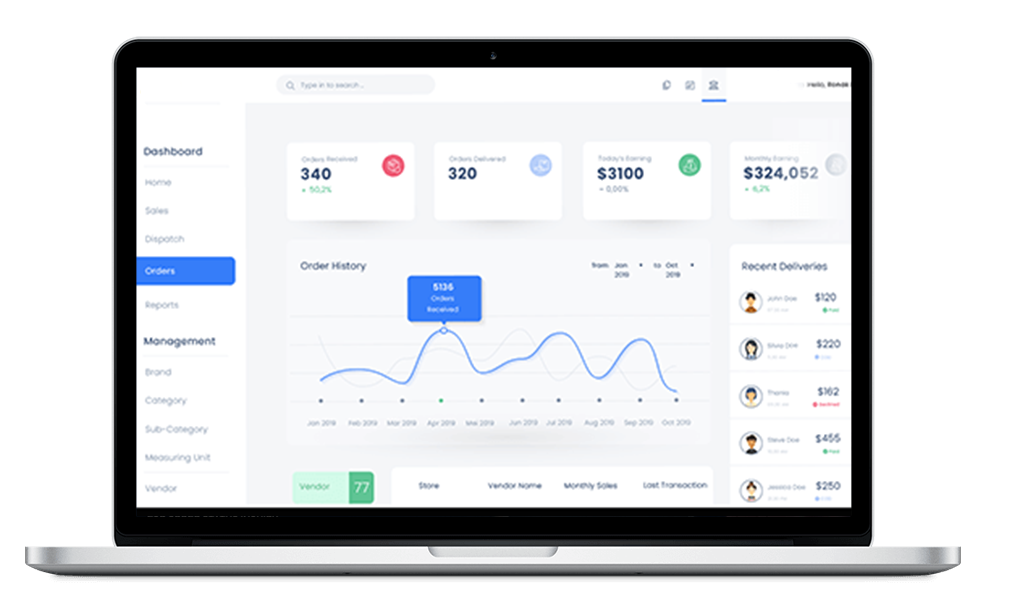 Type in to search ...
Hello, Ronak
Dashboard
Home
Sales
Dispatch
Orders
Reports
Management
Brand
Category
Sub-Category
Measuring Unit
Vendor
Orders Received
340
50,2%
Orders Delivered
320
Today's Earning
$3100
0,00%
Monthly Earning
$324,052
6,2%
Order History
from Jan 2019 to Oct 2019
5136
Orders
Received
Jan 2019 Feb 2019 Mar 2019 Apr 2019 Mai 2019 Jun 2019 Jul 2019 Aug 2019 Sep 2019 Oct 2019
Vendor 77
Store Vendor Name Monthly Sales Last Transaction
Recent Deliveries
John Doe $120
Paid
Silvia Doe $220
Thania $162
Declined
Steve Doe $455
Paid
Jessica Doe $250